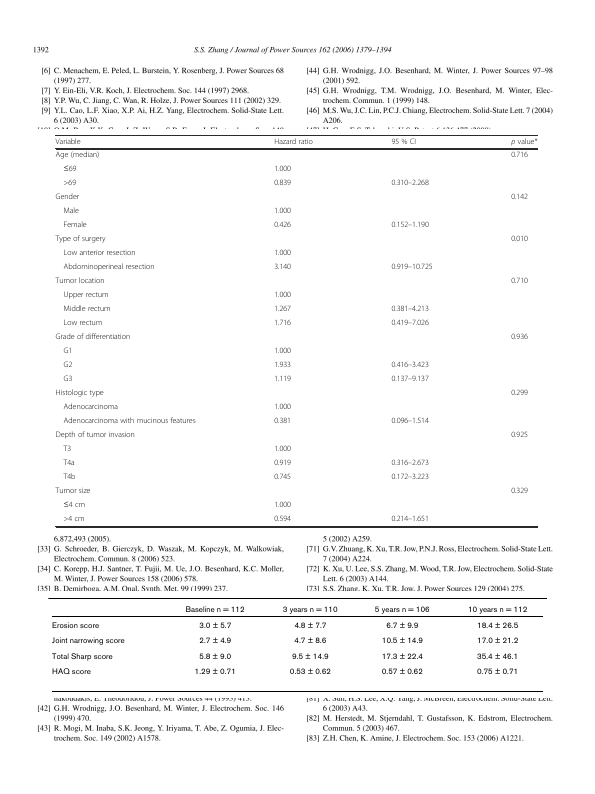 1392
S.S. Zhang / Journal of Power Sources 162 (2006) 1379–1394
[6] C. Menachem, E. Peled, L. Burstein, Y. Rosenberg, J. Power Sources 68
(1997) 277.
[7] Y. Ein-Eli, V.R. Koch, J. Electrochem. Soc. 144 (1997) 2968.
[8] Y.P. Wu, C. Jiang, C. Wan, R. Holze, J. Power Sources 111 (2002) 329.
[9] Y.L. Cao, L.F. Xiao, X.P. Ai, H.Z. Yang, Electrochem. Solid-State Lett.
6 (2003) A30.
[44] G.H. Wrodnigg, J.O. Besenhard, M. Winter, J. Power Sources 97–98
(2001) 592.
[45] G.H. Wrodnigg, T.M. Wrodnigg, J.O. Besenhard, M. Winter, Elec-
trochem. Commun. 1 (1999) 148.
[46] M.S. Wu, J.C. Lin, P.C.J. Chiang, Electrochem. Solid-State Lett. 7 (2004)
A206.
Variable Hazard ratio 95 % CI p value*
Age (median) 0.716
≤69 1.000
>69 0.839 0.310–2.268
Gender 0.142
Male 1.000
Female 0.426 0.152–1.190
Type of surgery 0.010
Low anterior resection 1.000
Abdominoperineal resection 3.140 0.919–10.725
Tumor location 0.710
Upper rectum 1.000
Middle rectum 1.267 0.381–4.213
Low rectum 1.716 0.419–7.026
Grade of differentiation 0.936
G1 1.000
G2 1.933 0.416–3.423
G3 1.119 0.137–9.137
Histologic type 0.299
Adenocarcinoma 1.000
Adenocarcinoma with mucinous features 0.381 0.096–1.514
Depth of tumor invasion 0.925
T3 1.000
T4a 0.919 0.316–2.673
T4b 0.745 0.172–3.223
Tumor size 0.329
≤4 cm 1.000
>4 cm 0.594 0.214–1.651
6,872,493 (2005).
[33] G. Schroeder, B. Gierczyk, D. Waszak, M. Kopczyk, M. Walkowiak,
Electrochem. Commun. 8 (2006) 523.
[34] C. Korepp, H.J. Santner, T. Fujii, M. Ue, J.O. Besenhard, K.C. Moller,
M. Winter, J. Power Sources 158 (2006) 578.
[35] B. Demirboga, A.M. Onal, Synth. Met. 99 (1999) 237.
5 (2002) A259.
[71] G.V. Zhuang, K. Xu, T.R. Jow, P.N.J. Ross, Electrochem. Solid-State Lett.
7 (2004) A224.
[72] K. Xu, U. Lee, S.S. Zhang, M. Wood, T.R. Jow, Electrochem. Solid-State
Lett. 6 (2003) A144.
[73] S.S. Zhang, K. Xu, T.R. Jow, J. Power Sources 129 (2004) 275.
Baseline n = 112 3 years n = 110 5 years n = 106 10 years n = 112
Erosion score 3.0 ± 5.7 4.8 ± 7.7 6.7 ± 9.9 18.4 ± 26.5
Joint narrowing score 2.7 ± 4.9 4.7 ± 8.6 10.5 ± 14.9 17.0 ± 21.2
Total Sharp score 5.8 ± 9.0 9.5 ± 14.9 17.3 ± 22.4 35.4 ± 46.1
HAQ score 1.29 ± 0.71 0.53 ± 0.62 0.57 ± 0.62 0.75 ± 0.71
[42] G.H. Wrodnigg, J.O. Besenhard, M. Winter, J. Electrochem. Soc. 146
(1999) 470.
[43] R. Mogi, M. Inaba, S.K. Jeong, Y. Iriyama, T. Abe, Z. Ogumia, J. Elec-
trochem. Soc. 149 (2002) A1578.
[81] X. Sun, H.S. Lee, X.Q. Yang, J. McBreen, Electrochem. Solid-State Lett.
6 (2003) A43.
[82] M. Herstedt, M. Stjerndahl, T. Gustafsson, K. Edstrom, Electrochem.
Commun. 5 (2003) 467.
[83] Z.H. Chen, K. Amine, J. Electrochem. Soc. 153 (2006) A1221.